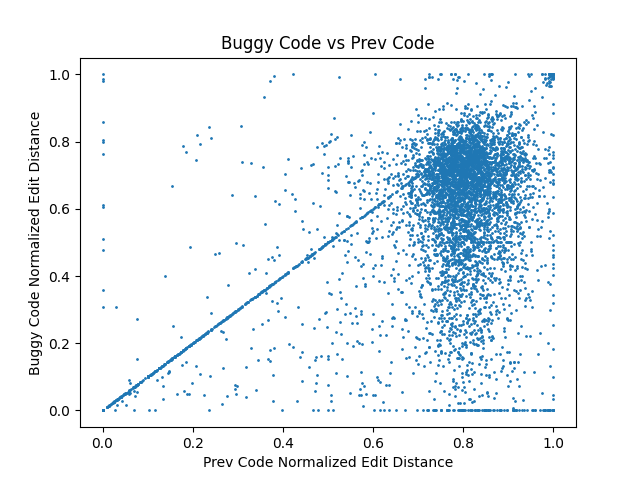 Buggy Code vs Prev Code
1.0
0.8
0.6
0.4
0.2
0.0
Buggy Code Normalized Edit Distance
0.0 0.2 0.4 0.6 0.8 1.0
Prev Code Normalized Edit Distance